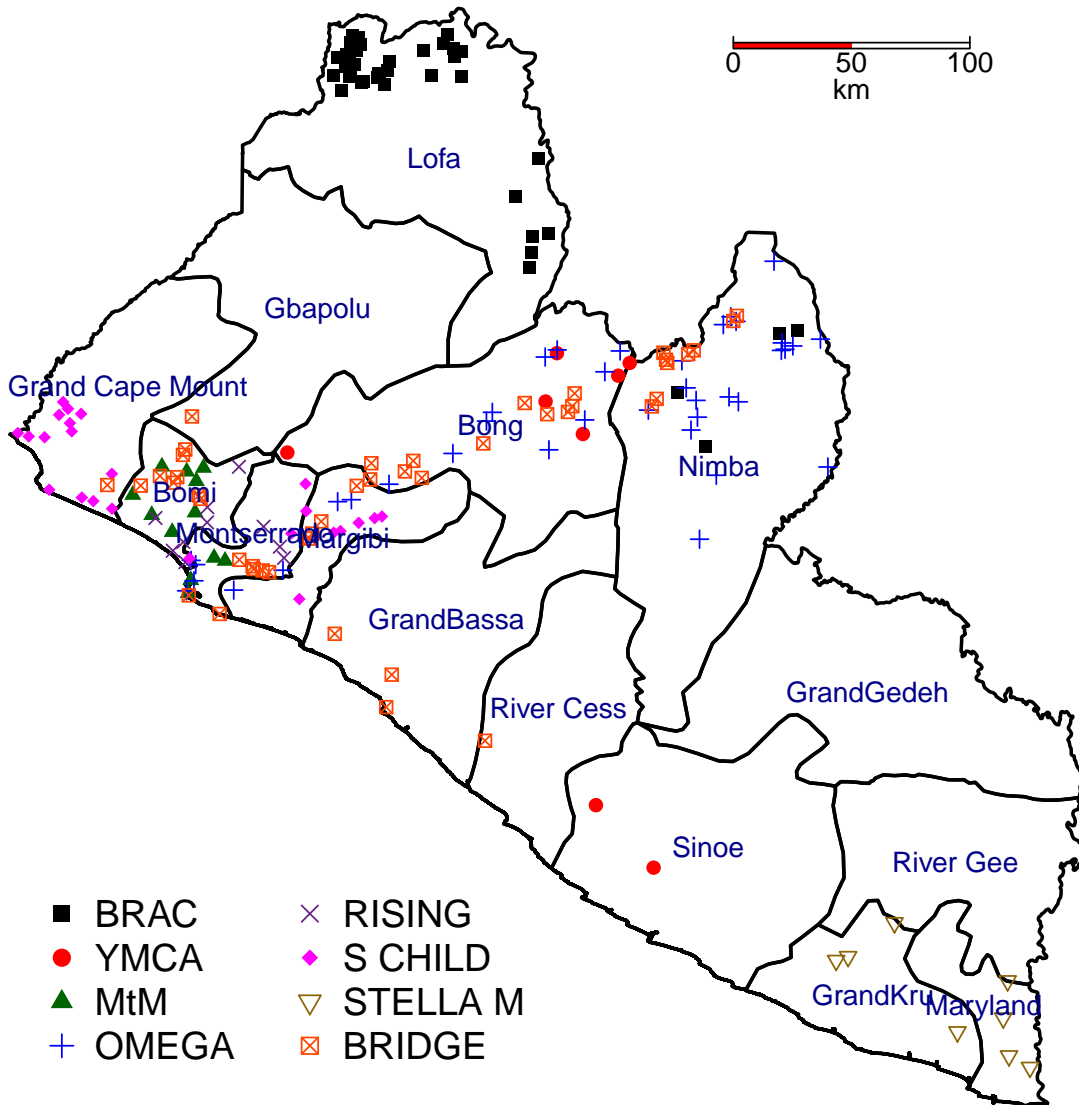 0 50 100
km
Lofa
Gbapolu
Grand Cape Mount
Bong
Nimba
Bomi
Montserrado
Margibi
GrandBassa
River Cess
GrandGedeh
Sinoe
River Gee
GrandKru
Maryland
BRAC
YMCA
MtM
OMEGA
RISING
S CHILD
STELLA M
BRIDGE